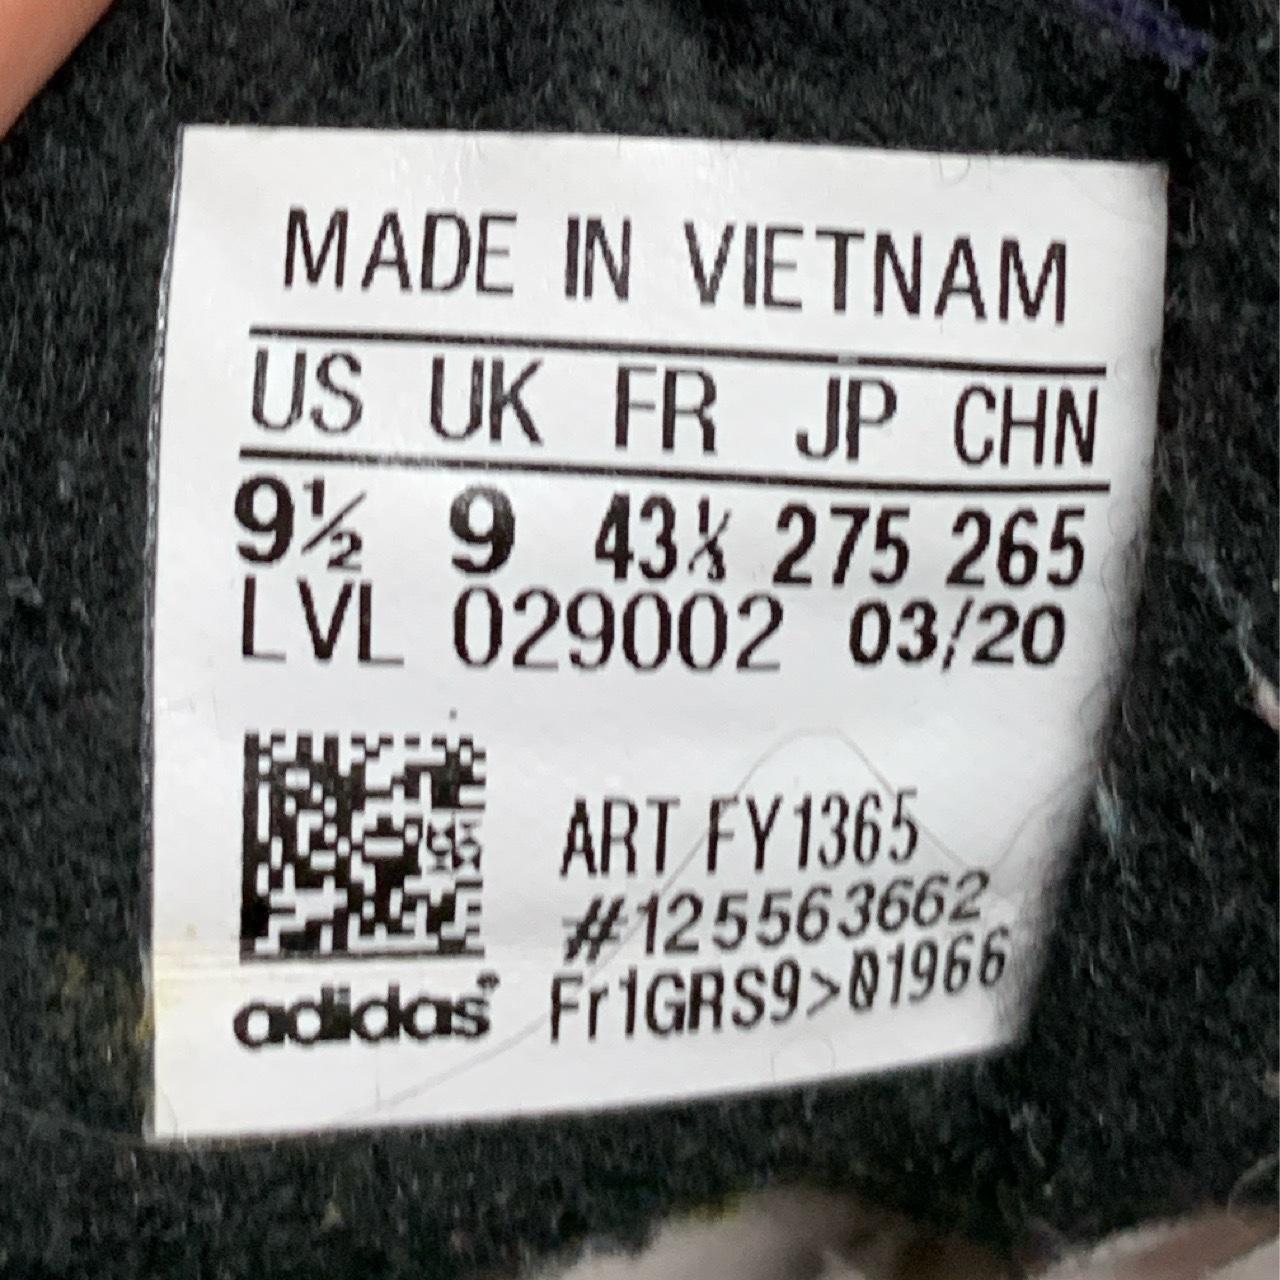 MADE IN VIETNAM
US UK FR JP CHN
9½ 9 43⅓ 275 265
LVL 029002 03/20
ART FY1365
#125563662
Fr1GRS9>01966
adidas®